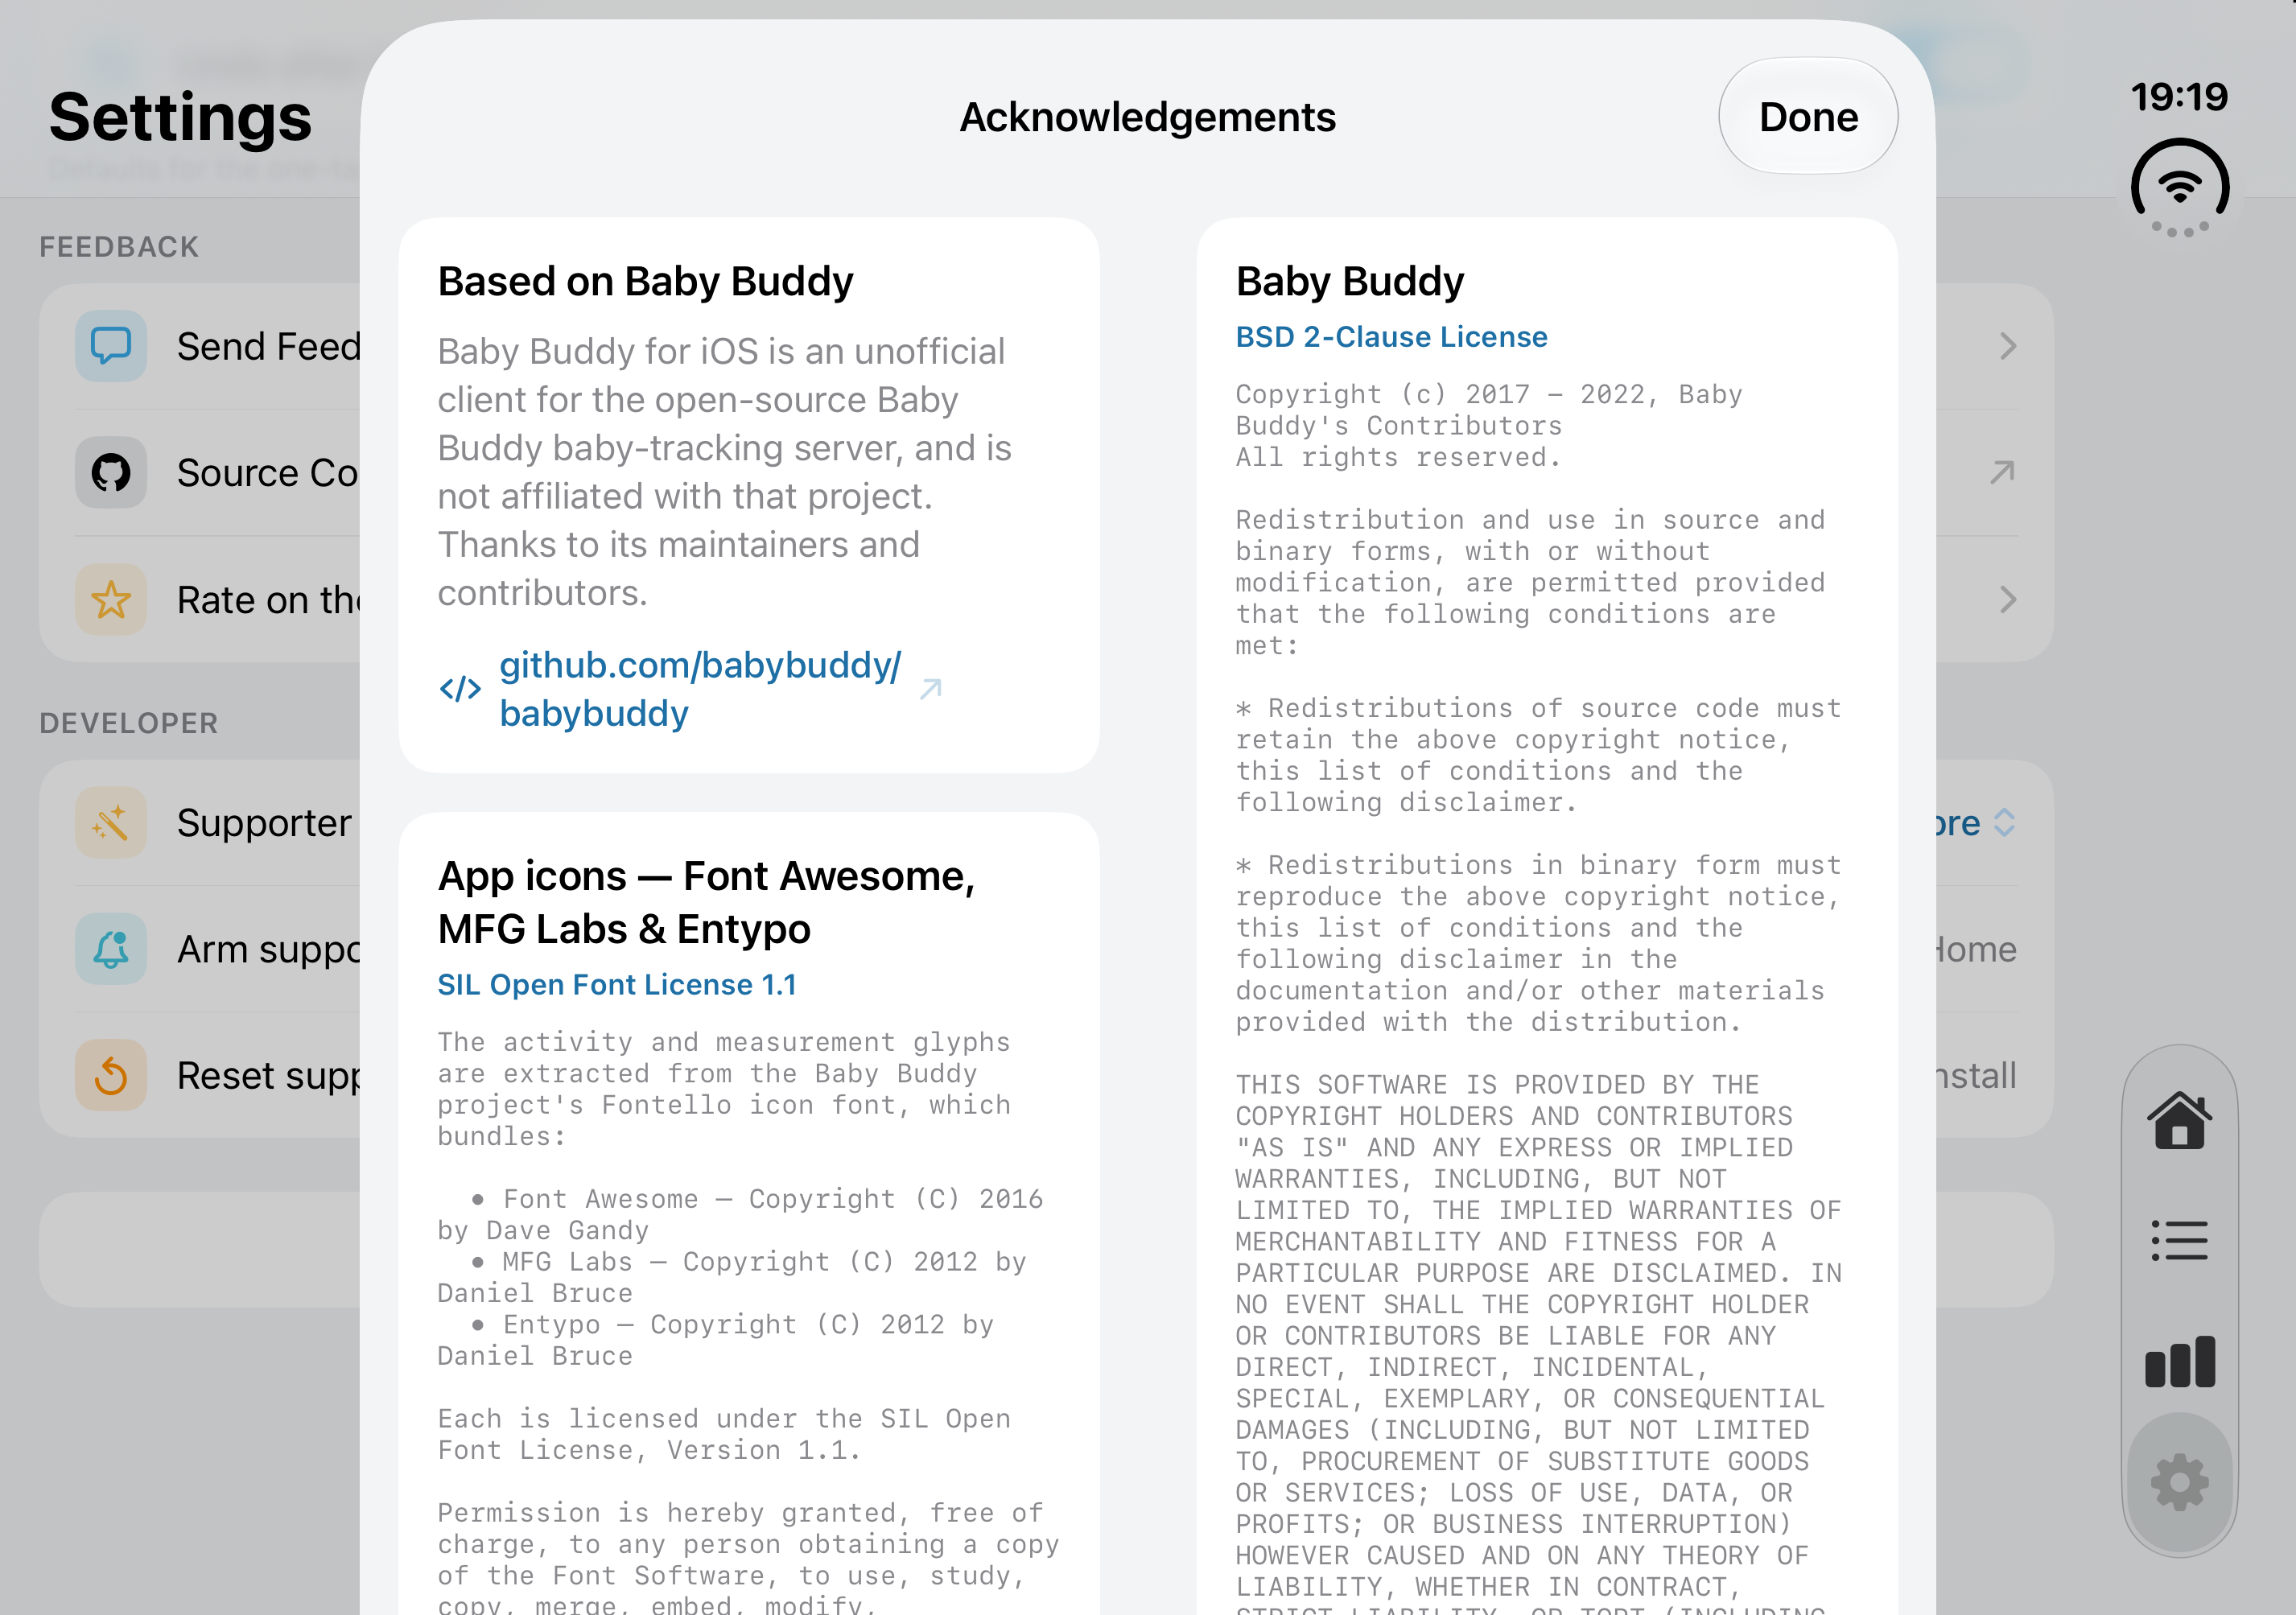 Settings
Defaults for the one-ta
FEEDBACK
Send Feed
Source Co
Rate on the
DEVELOPER
Supporter
Arm suppo
Reset supp
Acknowledgements
Done
Based on Baby Buddy
Baby Buddy for iOS is an unofficial
client for the open-source Baby
Buddy baby-tracking server, and is
not affiliated with that project.
Thanks to its maintainers and
contributors.
</> github.com/babybuddy/
babybuddy
App icons — Font Awesome,
MFG Labs & Entypo
SIL Open Font License 1.1
The activity and measurement glyphs
are extracted from the Baby Buddy
project's Fontello icon font, which
bundles:
• Font Awesome — Copyright (C) 2016
by Dave Gandy
• MFG Labs — Copyright (C) 2012 by
Daniel Bruce
• Entypo — Copyright (C) 2012 by
Daniel Bruce
Each is licensed under the SIL Open
Font License, Version 1.1.
Permission is hereby granted, free of
charge, to any person obtaining a copy
of the Font Software, to use, study,
copy, merge, embed, modify,
Baby Buddy
BSD 2-Clause License
Copyright (c) 2017 – 2022, Baby
Buddy's Contributors
All rights reserved.
Redistribution and use in source and
binary forms, with or without
modification, are permitted provided
that the following conditions are
met:
* Redistributions of source code must
retain the above copyright notice,
this list of conditions and the
following disclaimer.
* Redistributions in binary form must
reproduce the above copyright notice,
this list of conditions and the
following disclaimer in the
documentation and/or other materials
provided with the distribution.
THIS SOFTWARE IS PROVIDED BY THE
COPYRIGHT HOLDERS AND CONTRIBUTORS
"AS IS" AND ANY EXPRESS OR IMPLIED
WARRANTIES, INCLUDING, BUT NOT
LIMITED TO, THE IMPLIED WARRANTIES OF
MERCHANTABILITY AND FITNESS FOR A
PARTICULAR PURPOSE ARE DISCLAIMED. IN
NO EVENT SHALL THE COPYRIGHT HOLDER
OR CONTRIBUTORS BE LIABLE FOR ANY
DIRECT, INDIRECT, INCIDENTAL,
SPECIAL, EXEMPLARY, OR CONSEQUENTIAL
DAMAGES (INCLUDING, BUT NOT LIMITED
TO, PROCUREMENT OF SUBSTITUTE GOODS
OR SERVICES; LOSS OF USE, DATA, OR
PROFITS; OR BUSINESS INTERRUPTION)
HOWEVER CAUSED AND ON ANY THEORY OF
LIABILITY, WHETHER IN CONTRACT,
STRICT LIABILITY, OR TORT (INCLUDING
19:19
ore
Home
nstall